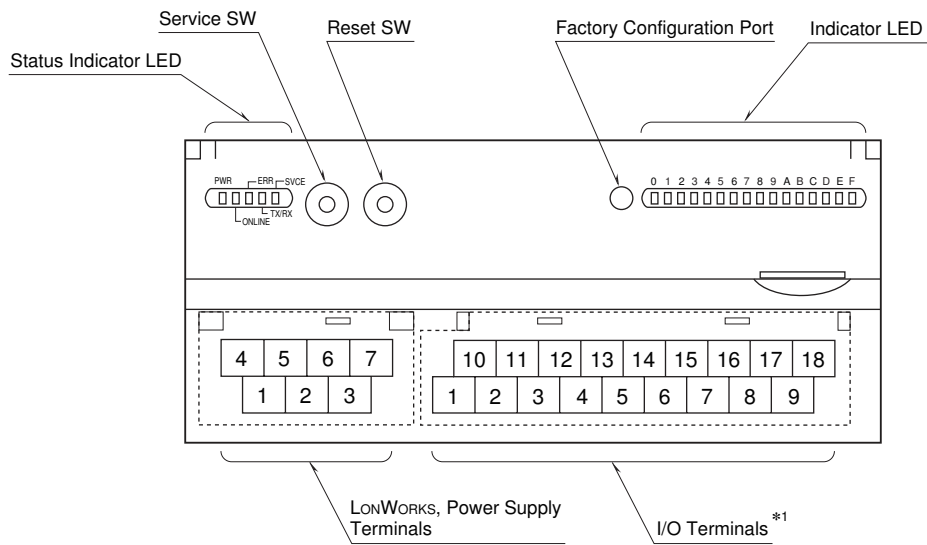 Service SW
Reset SW
Factory Configuration Port
Indicator LED
Status Indicator LED
PWR
ERR
SVCE
TX/RX
ONLINE
0 1 2 3 4 5 6 7 8 9 A B C D E F
4 5 6 7
1 2 3
10 11 12 13 14 15 16 17 18
1 2 3 4 5 6 7 8 9
LONWORKS, Power Supply
Terminals
I/O Terminals *1